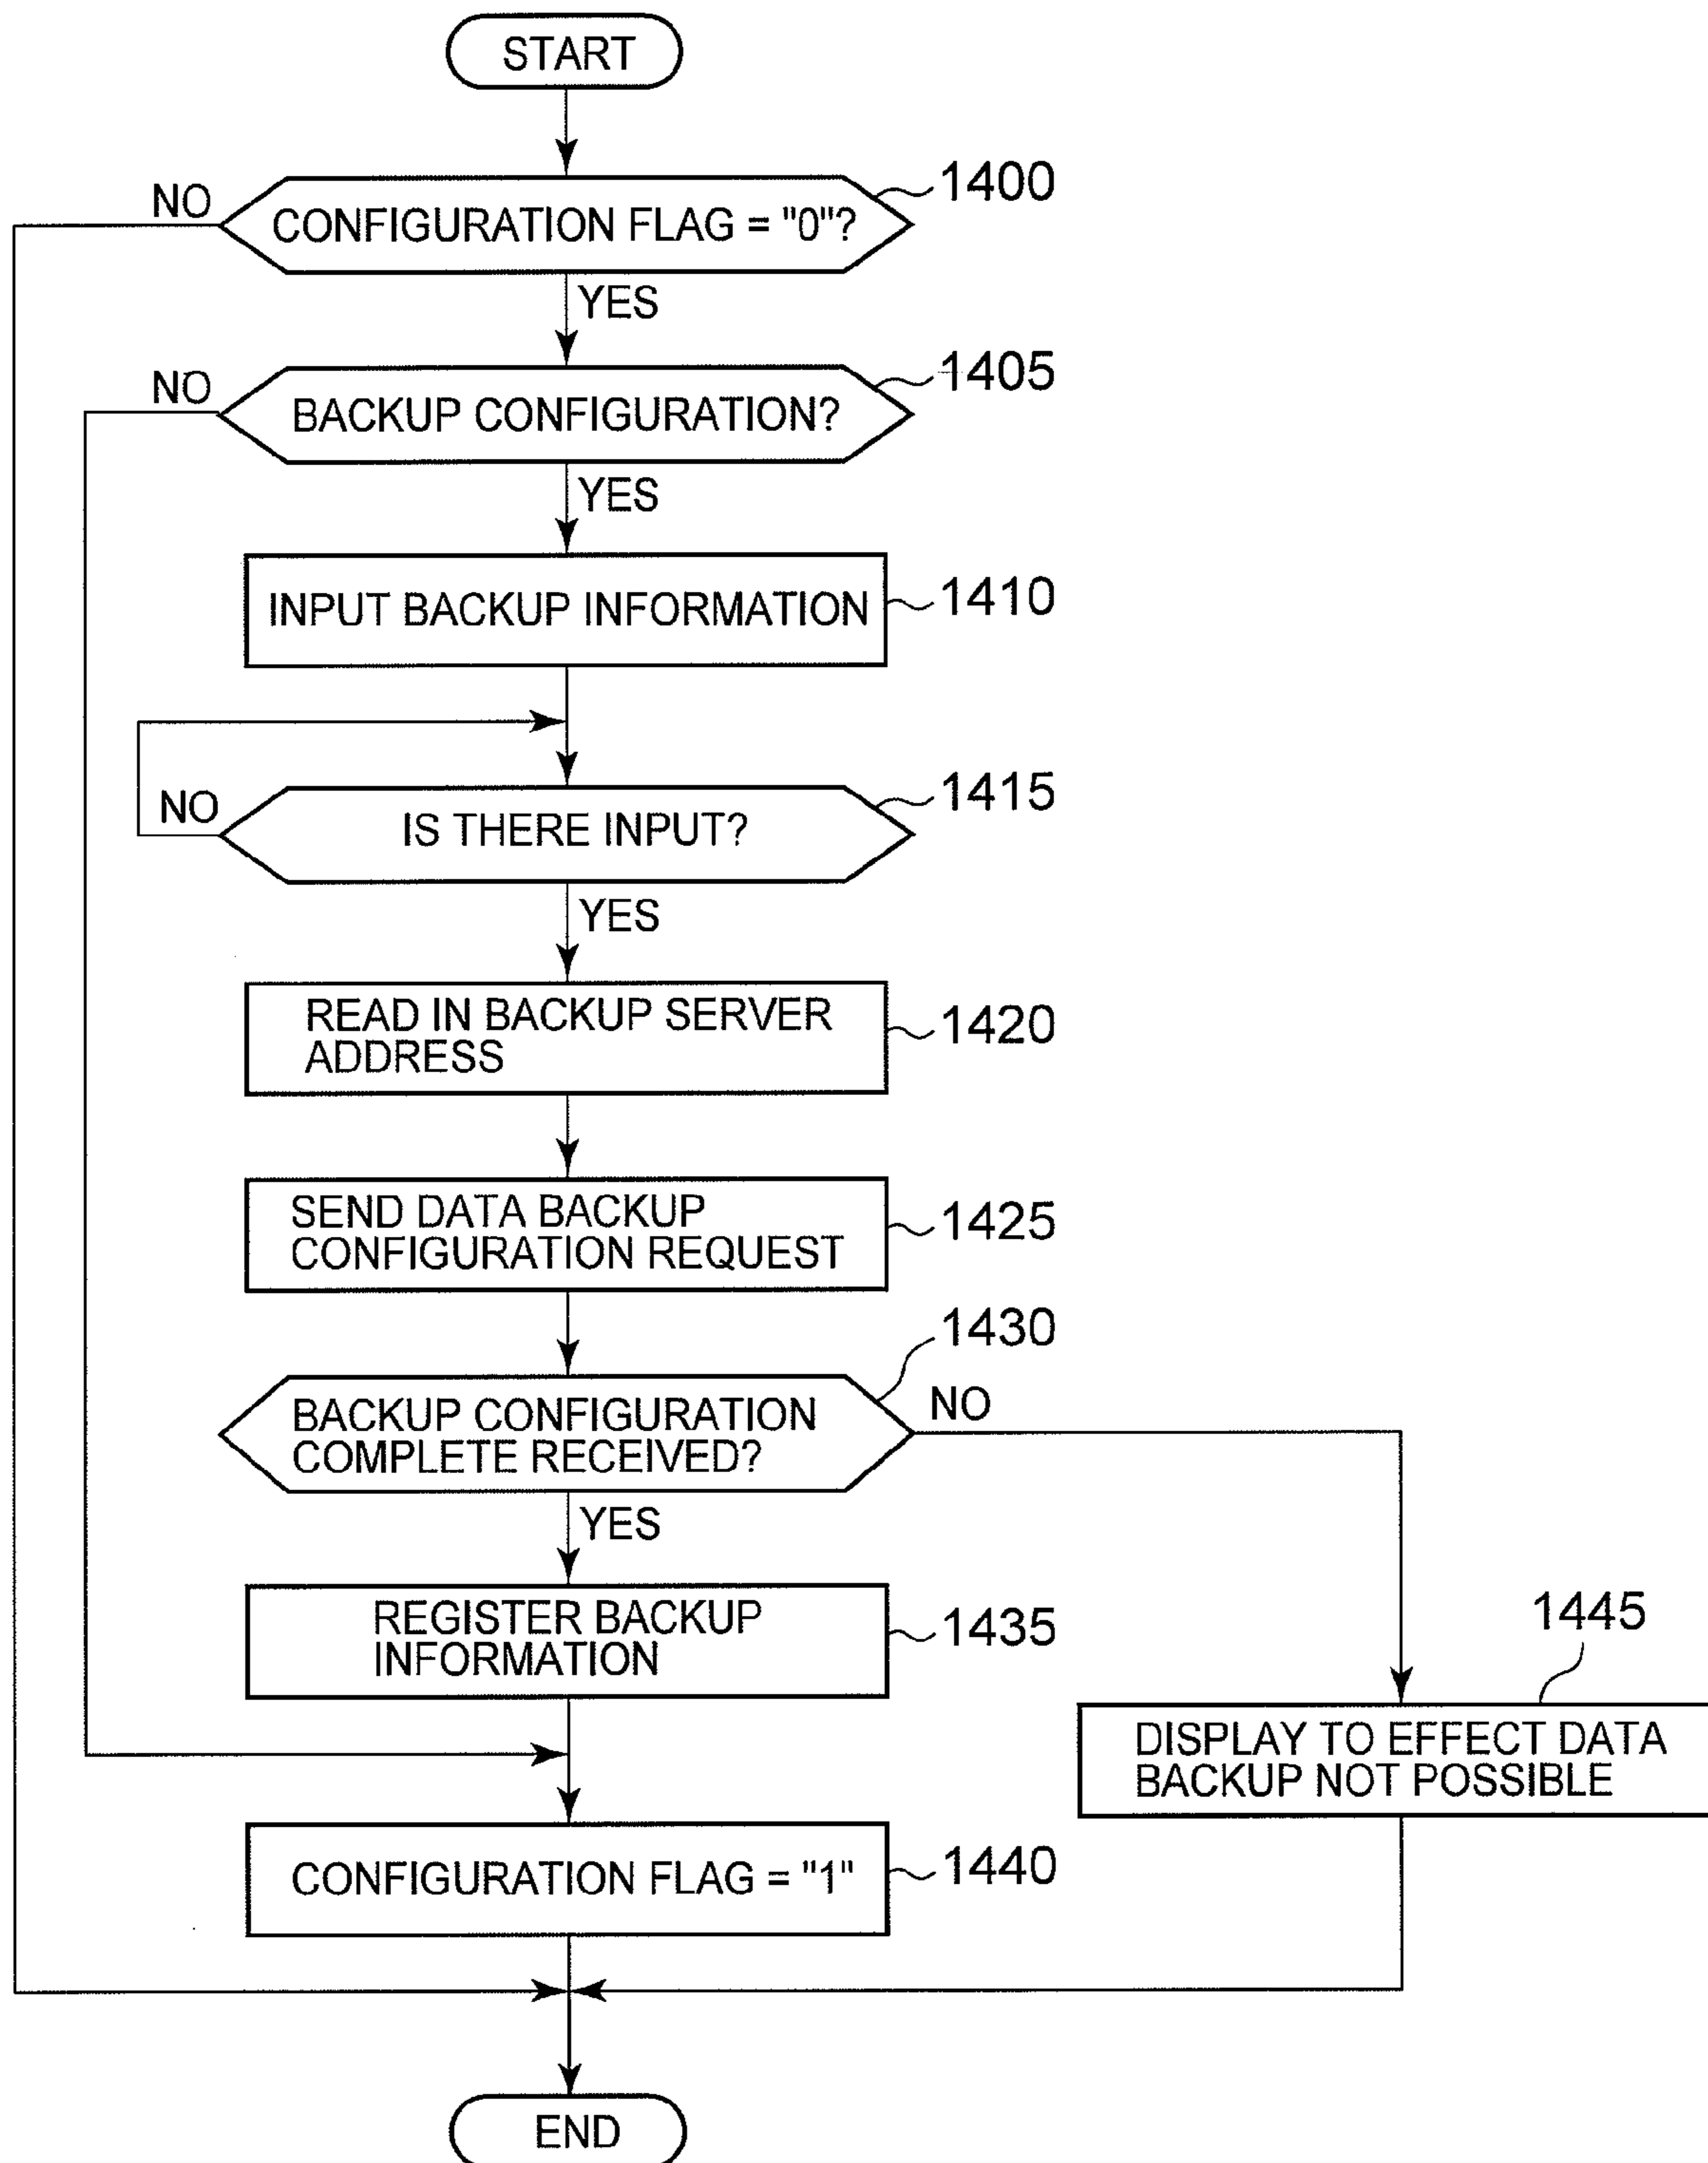 START
1400
NO
CONFIGURATION FLAG = "0"?
YES
1405
NO
BACKUP CONFIGURATION?
YES
INPUT BACKUP INFORMATION
1410
1415
NO
IS THERE INPUT?
YES
READ IN BACKUP SERVER
ADDRESS
1420
SEND DATA BACKUP
CONFIGURATION REQUEST
1425
1430
NO
BACKUP CONFIGURATION
COMPLETE RECEIVED?
YES
REGISTER BACKUP
INFORMATION
1435
1445
DISPLAY TO EFFECT DATA
BACKUP NOT POSSIBLE
CONFIGURATION FLAG = "1"
1440
END